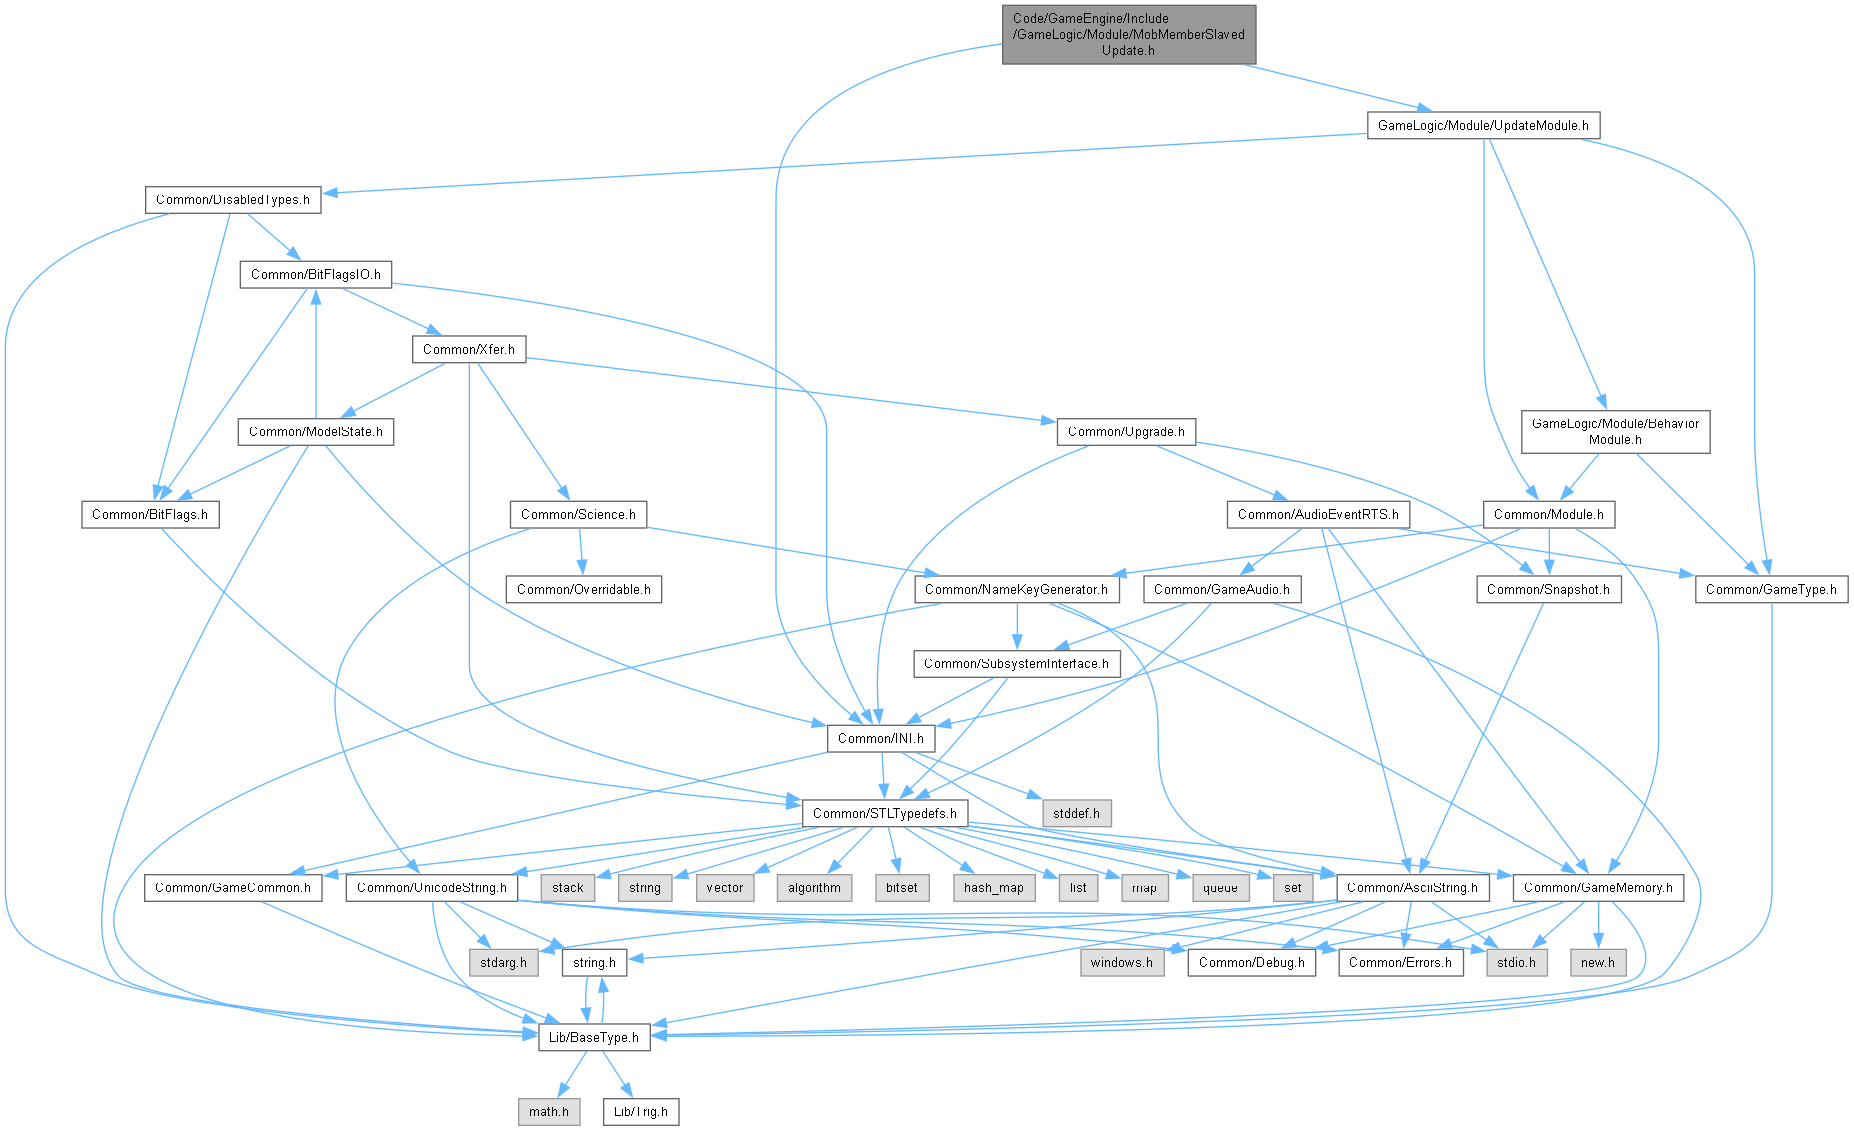 Code/GameEngine/Include
/GameLogic/Module/MobMemberSlaved
Update.h
GameLogic/Module/UpdateModule.h
Common/DisabledTypes.h
Common/BitFlagsIO.h
Common/Xfer.h
Common/ModelState.h
Common/Upgrade.h
GameLogic/Module/Behavior
Module.h
Common/BitFlags.h
Common/Science.h
Common/AudioEventRTS.h
Common/Module.h
Common/Overridable.h
Common/NameKeyGenerator.h
Common/GameAudio.h
Common/Snapshot.h
Common/GameType.h
Common/SubsystemInterface.h
Common/INI.h
Common/STLTypedefs.h
stddef.h
Common/GameCommon.h
Common/UnicodeString.h
stack
string
vector
algorithm
bitset
hash_map
list
map
queue
set
Common/AsciiString.h
Common/GameMemory.h
stdarg.h
string.h
windows.h
Common/Debug.h
Common/Errors.h
stdio.h
new.h
Lib/BaseType.h
math.h
Lib/Trig.h